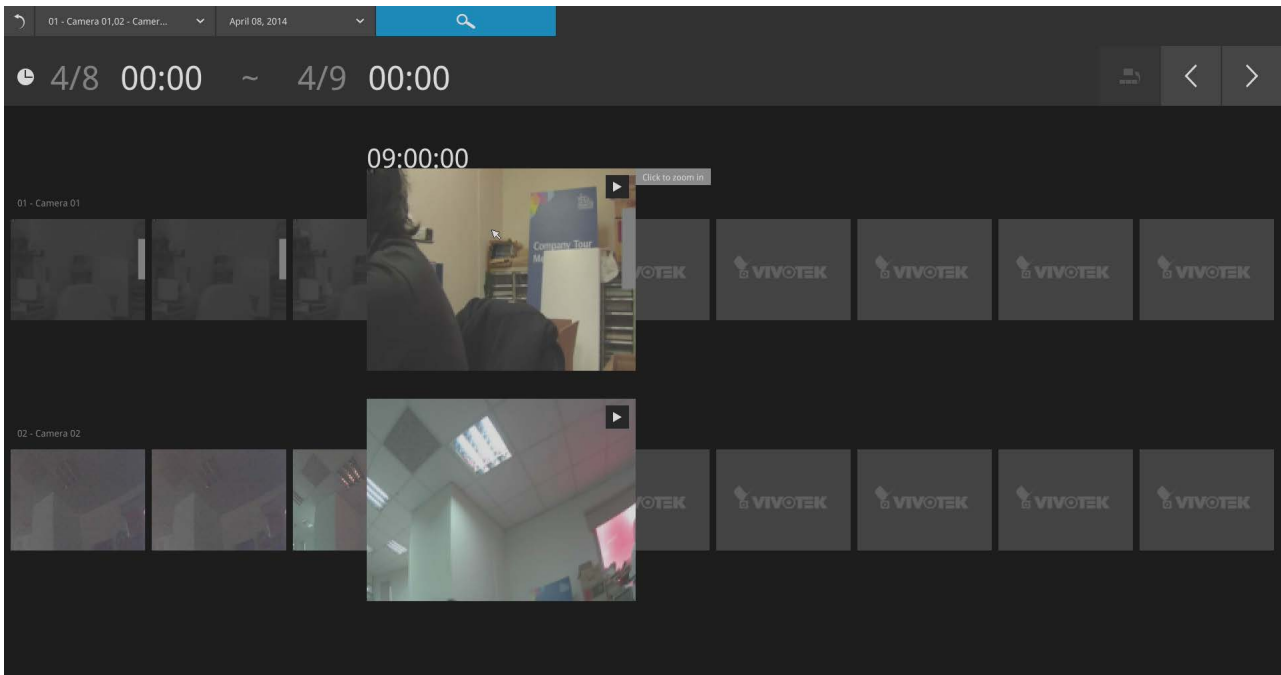 01 - Camera 01,02 - Camer...
April 08, 2014
4/8 00:00 ~ 4/9 00:00
09:00:00
Click to zoom in
01 - Camera 01
Company Tour
VOTEK VIVOTEK VIVOTEK VIVOTEK VIVOTEK
02 - Camera 02
VOTEK VIVOTEK VIVOTEK VIVOTEK VIVOTEK